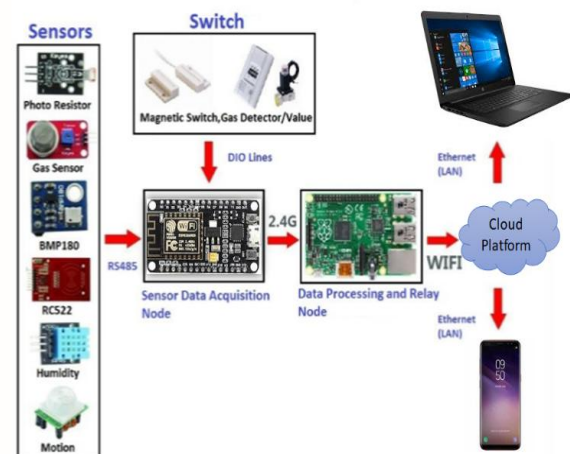 Sensors
Switch
Photo Resistor
Gas Sensor
BMP180
RC522
Humidity
Motion
Magnetic Switch,Gas Detector/Value
DIO Lines
RS485
Sensor Data Acquisition
Node
2.4G
Data Processing and Relay
Node
WIFI
Ethernet
(LAN)
Cloud
Platform
Ethernet
(LAN)